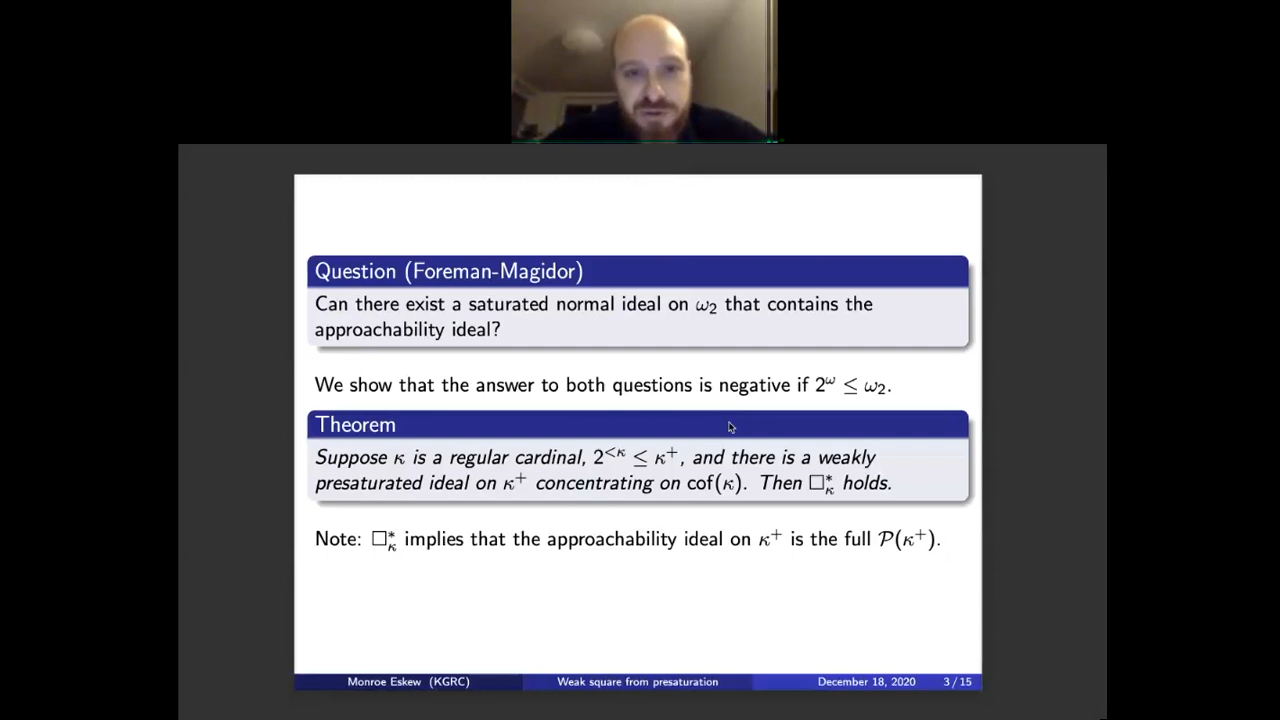 Question (Foreman-Magidor)
Can there exist a saturated normal ideal on ω₂ that contains the
approachability ideal?
We show that the answer to both questions is negative if 2^ω ≤ ω₂.
Theorem
Suppose κ is a regular cardinal, 2^{<κ} ≤ κ⁺, and there is a weakly
presaturated ideal on κ⁺ concentrating on cof(κ). Then □*_κ holds.
Note: □*_κ implies that the approachability ideal on κ⁺ is the full 𝒫(κ⁺).
Monroe Eskew (KGRC) Weak square from presaturation December 18, 2020 3 / 15